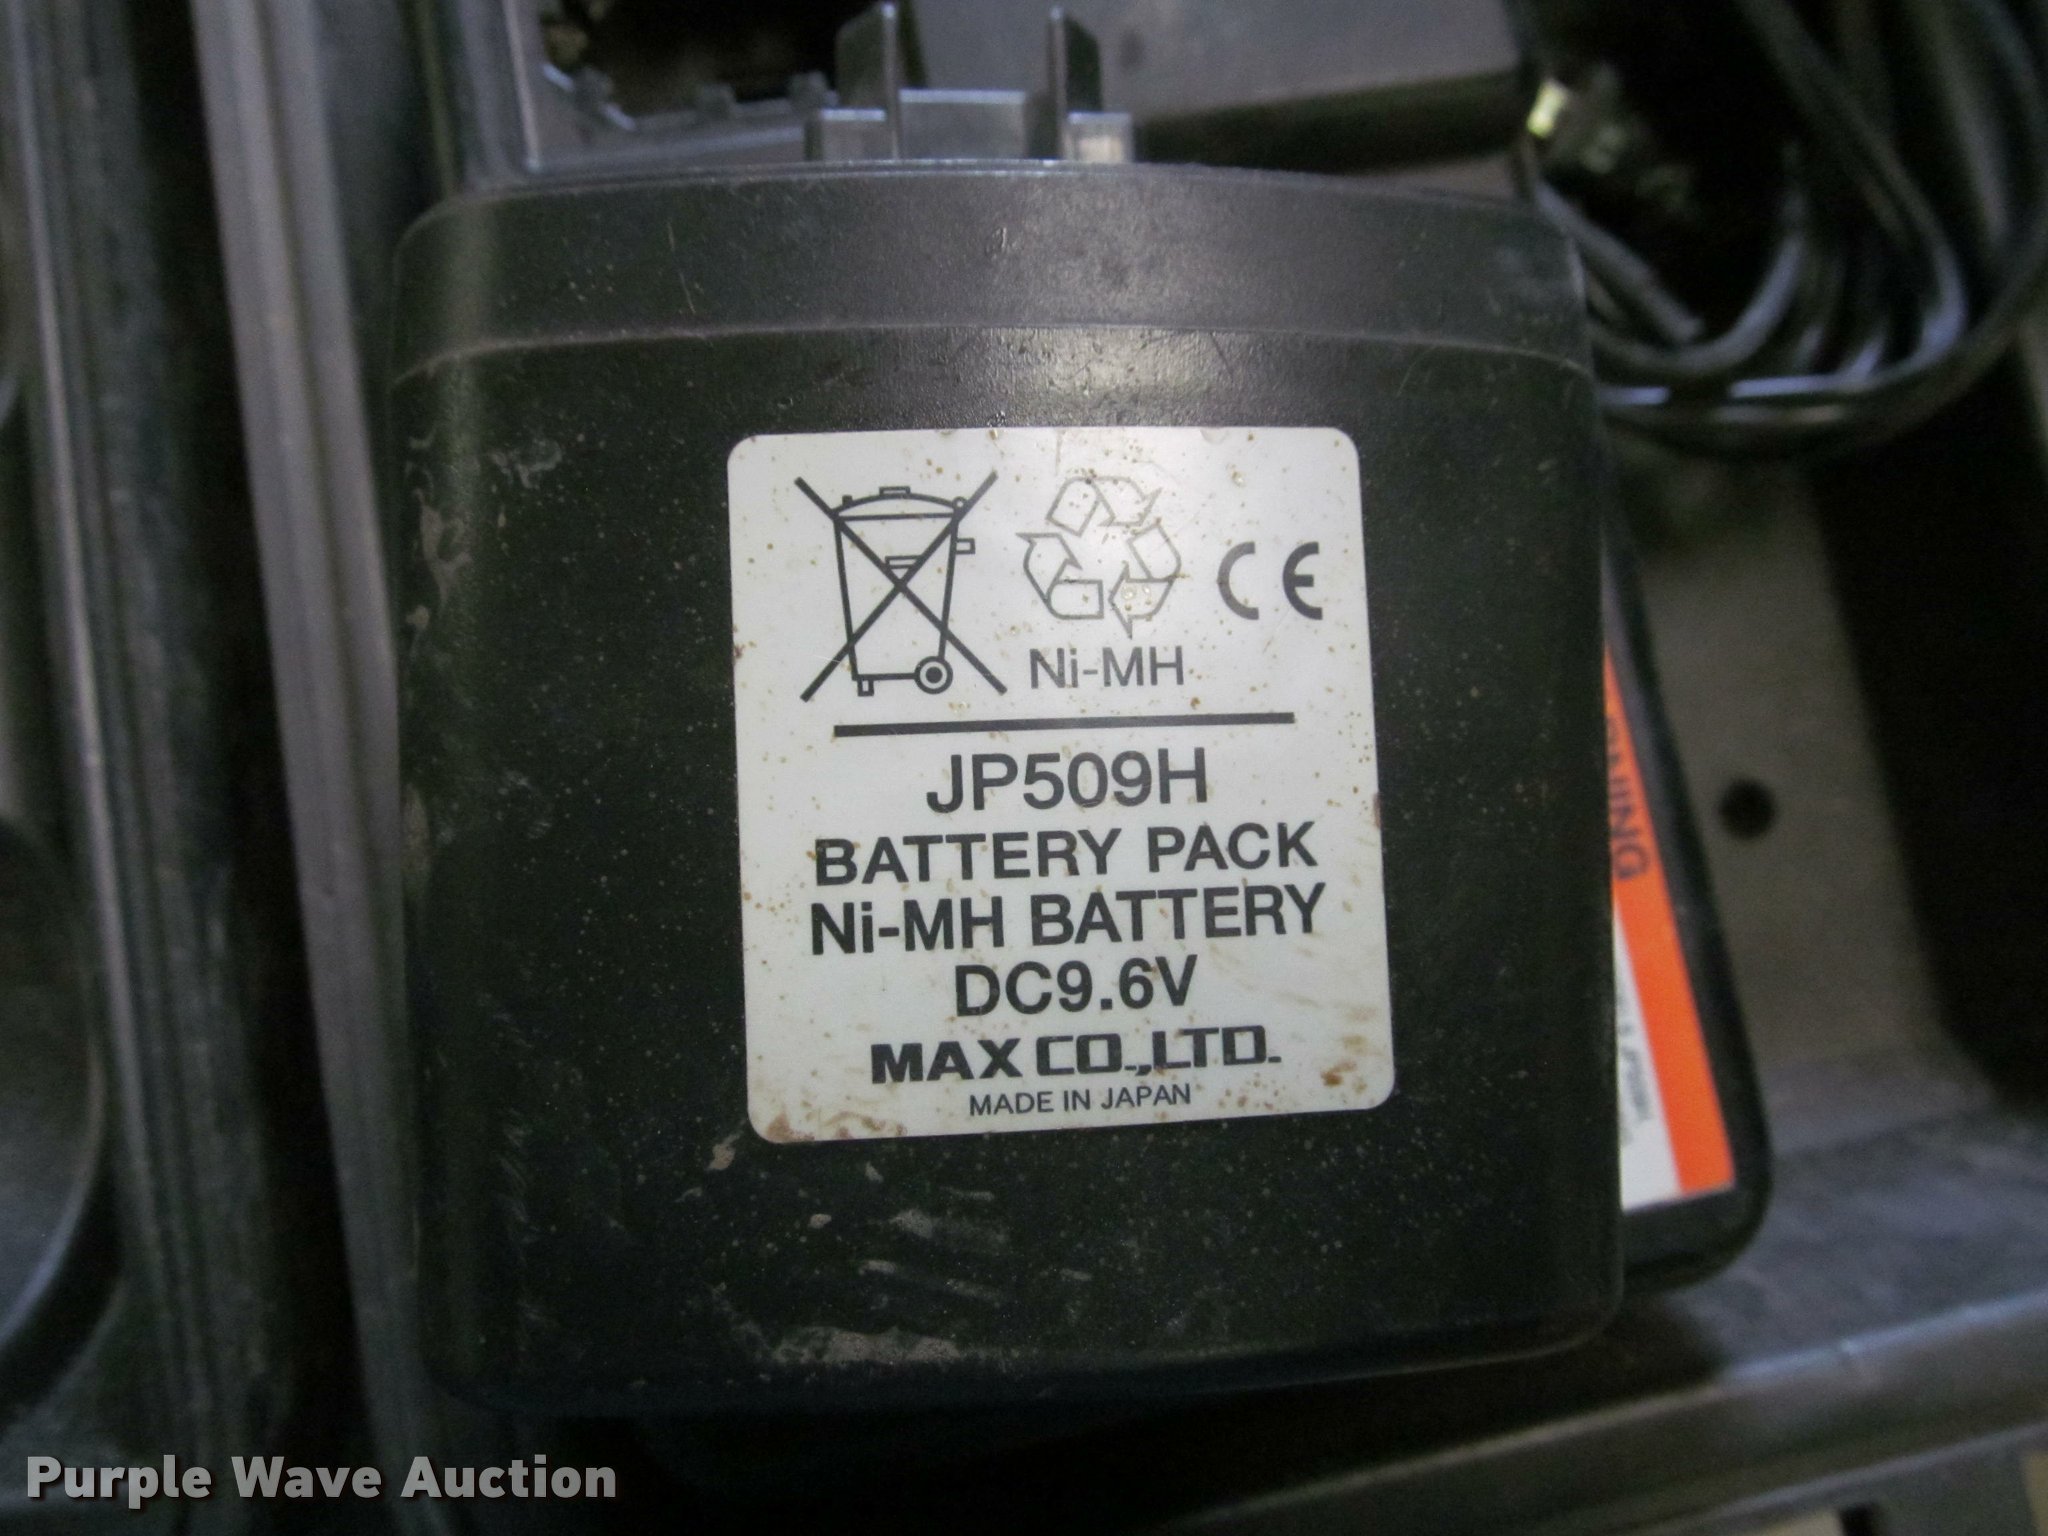 CE
Ni-MH
JP509H
BATTERY PACK
Ni-MH BATTERY
DC9.6V
MAX CO.,LTD.
MADE IN JAPAN
Purple Wave Auction